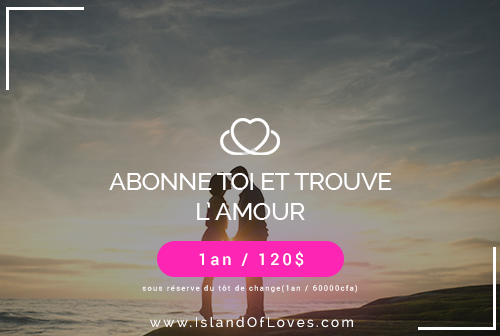 ABONNE TOI ET TROUVE
L' AMOUR
1an / 120$
sous réserve du tôt de change(1an / 60000cfa)
www.IslandOfLoves.com